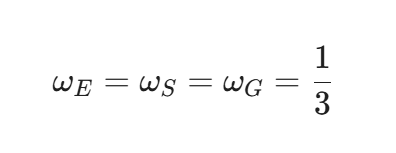 ω_E = ω_S = ω_G = 1/3